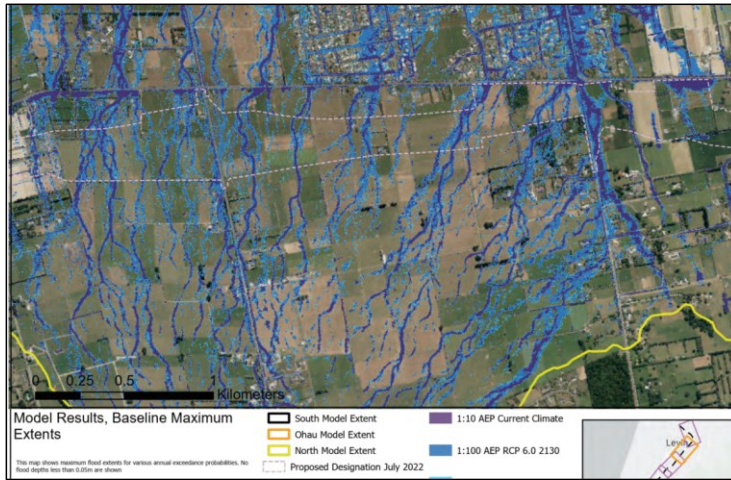 0 0.25 0.5 1
Kilometers
Model Results, Baseline Maximum
Extents
This map shows maximum flood extents for various annual exceedance probabilities. No
flood depths less than 0.05m are shown
South Model Extent
Ohau Model Extent
North Model Extent
Proposed Designation July 2022
1:10 AEP Current Climate
1:100 AEP RCP 6.0 2130
Levin